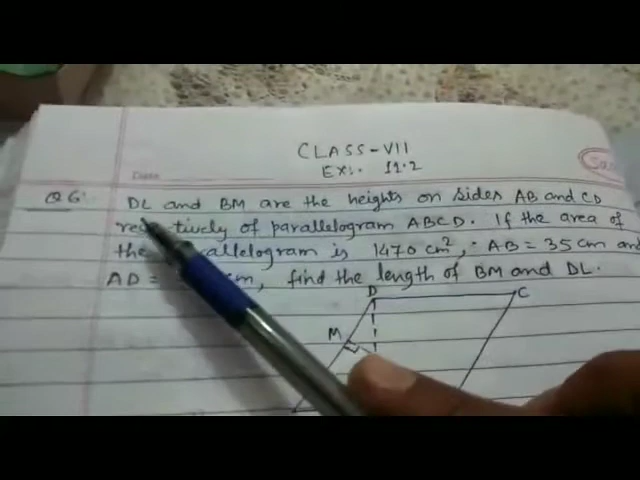 CLASS-VII
Date
EX:. 11.2
Q6. DL and BM are the heights on sides AB and CD
of parallelogram ABCD. If the area of
the is 1470 cm², AB = 35 cm and
AD = cm, find the length of BM and DL.
D C
M